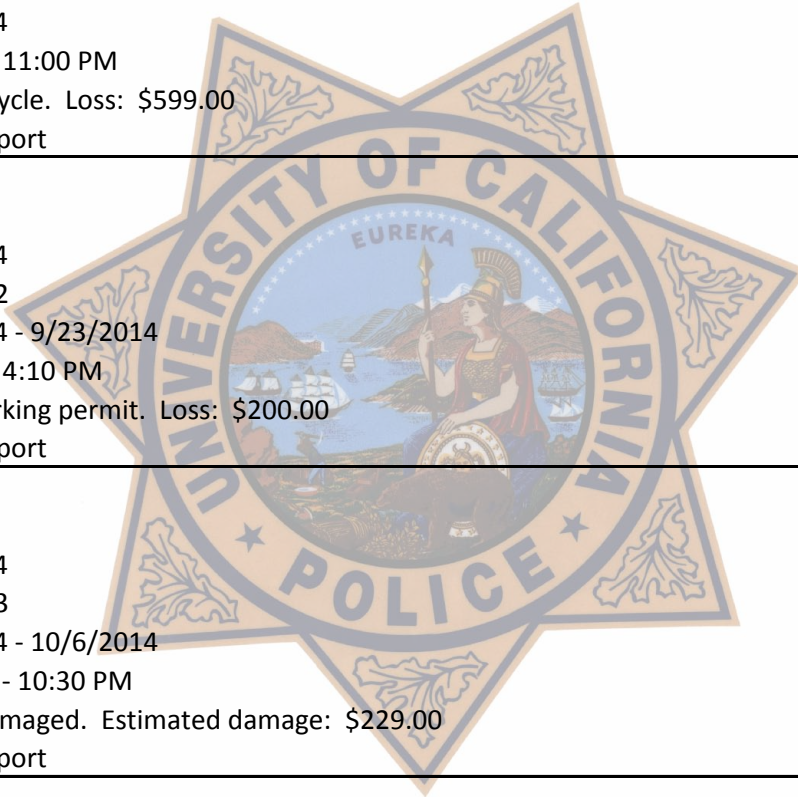 4
11:00 PM
ycle.  Loss:  $599.00
port
4
2
4 - 9/23/2014
4:10 PM
rking permit.  Loss:  $200.00
port
4
3
4 - 10/6/2014
- 10:30 PM
maged.  Estimated damage:  $229.00
port
UNIVERSITY OF CALIFORNIA
EUREKA
★ POLICE ★